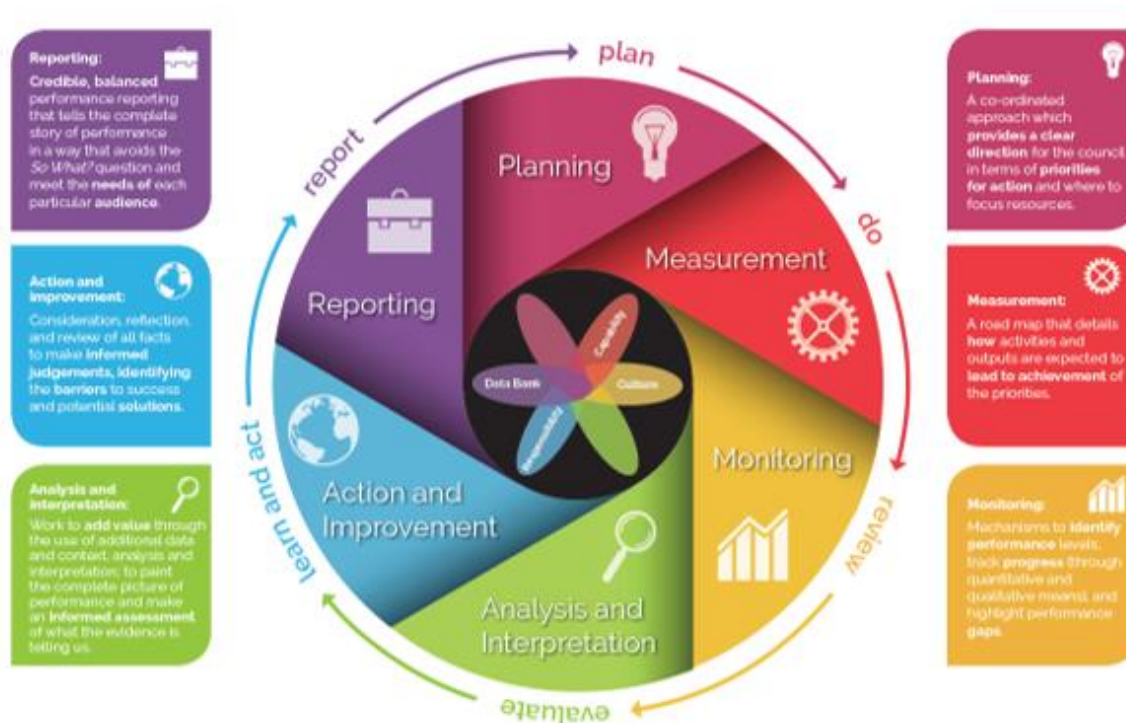 Reporting:
Credible, balanced
performance reporting
that tells the complete
story of performance
in a way that avoids the
So What? question and
meet the needs of each
particular audience.
Action and
improvement:
Consideration, reflection,
and review of all facts
to make informed
judgements, identifying
the barriers to success
and potential solutions.
Analysis and
interpretation:
Work to add value through
the use of additional data
and context, analysis and
interpretation; to paint
the complete picture of
performance and make
an informed assessment
of what the evidence is
telling us.
plan
do
review
evaluate
learn and act
report
Planning
Measurement
Monitoring
Analysis and
Interpretation
Action and
Improvement
Reporting
Capability
Culture
Responsibility
Data Bank
Planning:
A co-ordinated
approach which
provides a clear
direction for the council
in terms of priorities
for action and where to
focus resources.
Measurement:
A road map that details
how activities and
outputs are expected to
lead to achievement of
the priorities.
Monitoring:
Mechanisms to identify
performance levels,
track progress (through
quantitative and
qualitative means), and
highlight performance
gaps.